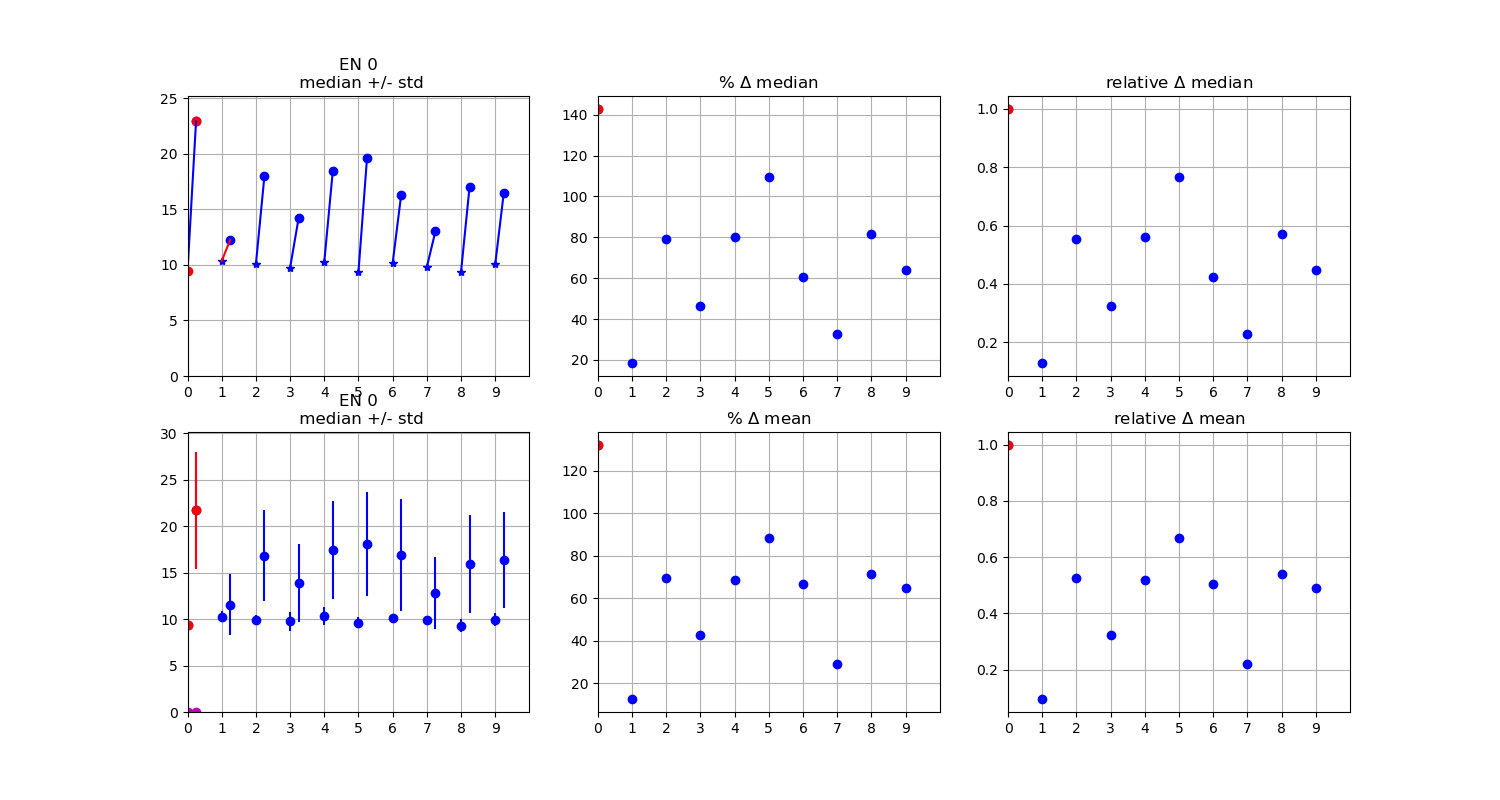 EN 0
median +/- std
25
20
15
10
5
0
0 1 2 3 4 5 6 7 8 9
% Δ median
140
120
100
80
60
40
20
0 1 2 3 4 5 6 7 8 9
relative Δ median
1.0
0.8
0.6
0.4
0.2
0 1 2 3 4 5 6 7 8 9
EN 0
median +/- std
30
25
20
15
10
5
0
0 1 2 3 4 5 6 7 8 9
% Δ mean
120
100
80
60
40
20
0 1 2 3 4 5 6 7 8 9
relative Δ mean
1.0
0.8
0.6
0.4
0.2
0 1 2 3 4 5 6 7 8 9